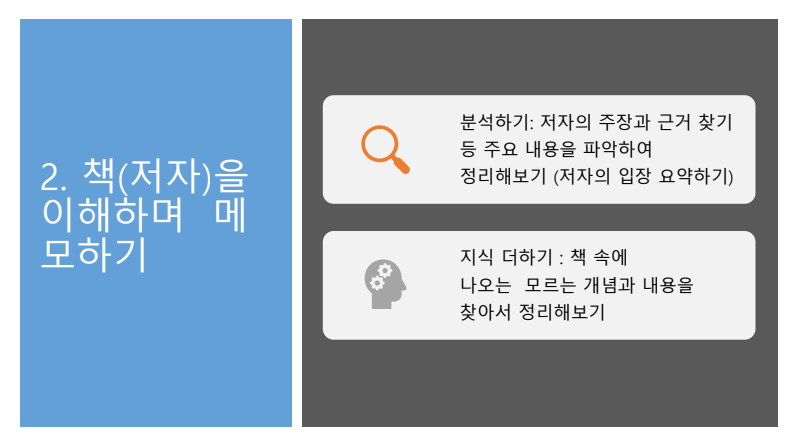 2. 책(저자)을
이해하며 메
모하기
분석하기: 저자의 주장과 근거 찾기
등 주요 내용을 파악하여
정리해보기 (저자의 입장 요약하기)
지식 더하기 : 책 속에
나오는 모르는 개념과 내용을
찾아서 정리해보기